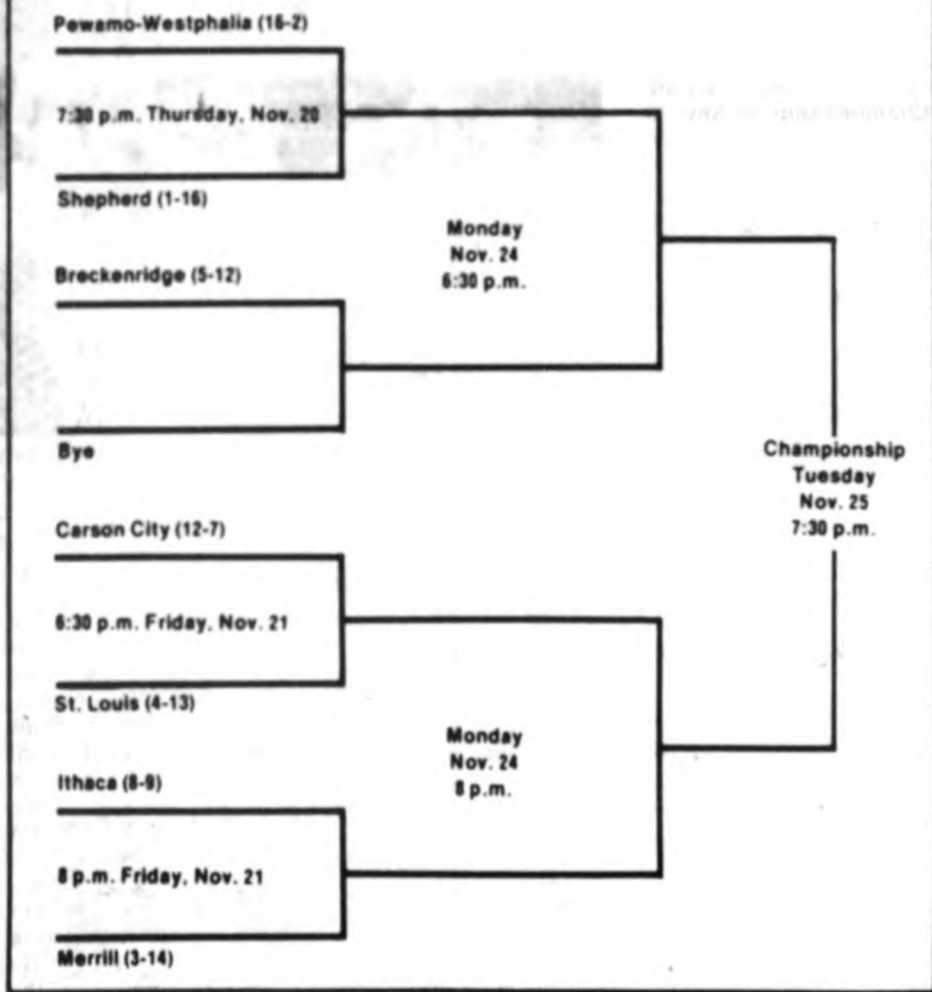 Pewamo-Westphalia (16-2)
7:30 p.m. Thursday, Nov. 20
Shepherd (1-16)
Breckenridge (5-12)
Bye
Monday
Nov. 24
6:30 p.m.
Carson City (12-7)
6:30 p.m. Friday, Nov. 21
St. Louis (4-13)
Ithaca (8-9)
8 p.m. Friday, Nov. 21
Merrill (3-14)
Monday
Nov. 24
8 p.m.
Championship
Tuesday
Nov. 25
7:30 p.m.